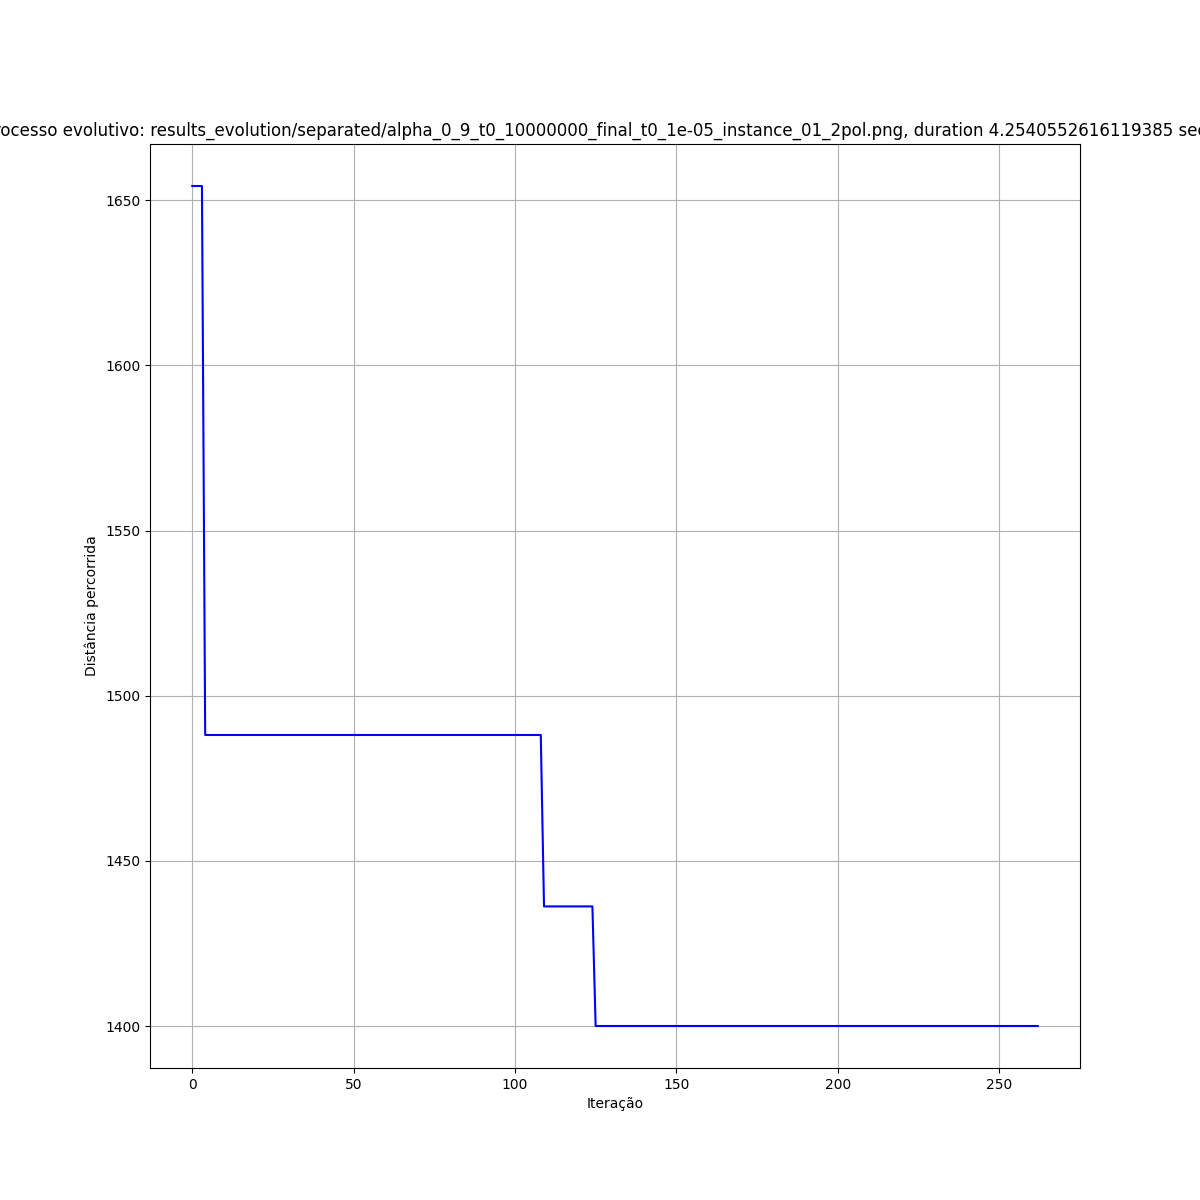 ocesso evolutivo: results_evolution/separated/alpha_0_9_t0_10000000_final_t0_1e-05_instance_01_2pol.png, duration 4.2540552616119385 se
1650
1600
1550
1500
1450
1400
Distância percorrida
0 50 100 150 200 250
Iteração